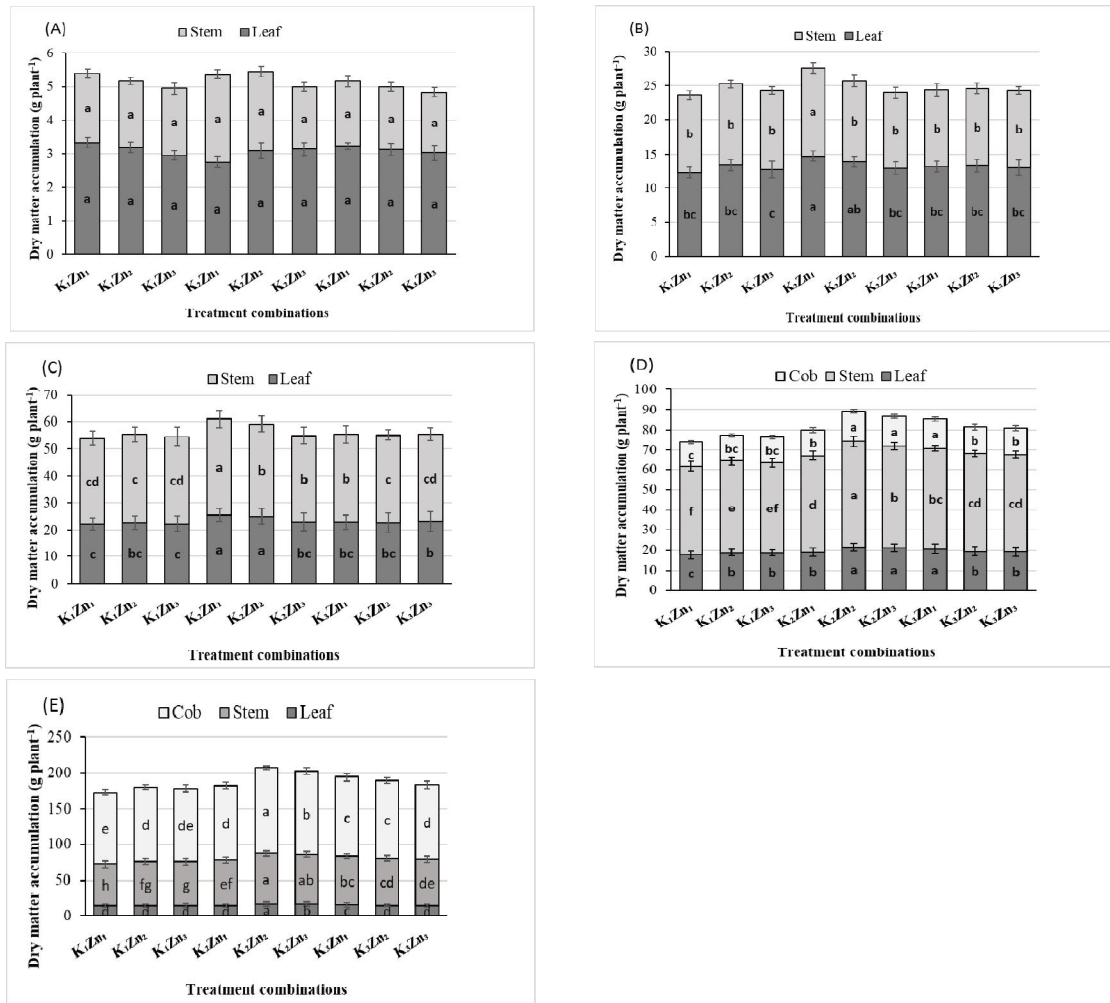 (A)
Stem Leaf
Dry matter accumulation (g plant⁻¹)
6
5
4
3
2
1
0
a a a a a a a a a
a a a a a a a a a
K₁Zn₁ K₁Zn₂ K₁Zn₃ K₂Zn₁ K₂Zn₂ K₂Zn₃ K₃Zn₁ K₃Zn₂ K₃Zn₃
Treatment combinations
(B)
Stem Leaf
Dry matter accumulation (g plant⁻¹)
30
25
20
15
10
5
0
b b b a b b b b b
bc bc c a ab bc bc bc bc
K₁Zn₁ K₁Zn₂ K₁Zn₃ K₂Zn₁ K₂Zn₂ K₂Zn₃ K₃Zn₁ K₃Zn₂ K₃Zn₃
Treatment combinations
(C)
Stem Leaf
Dry matter accumulation (g plant⁻¹)
70
60
50
40
30
20
10
0
cd c cd a b b b c cd
c bc c a a bc bc bc b
K₁Zn₁ K₁Zn₂ K₁Zn₃ K₂Zn₁ K₂Zn₂ K₂Zn₃ K₃Zn₁ K₃Zn₂ K₃Zn₃
Treatment combinations
(D)
Cob Stem Leaf
Dry matter accumulation (g plant⁻¹)
100
90
80
70
60
50
40
30
20
10
0
c bc bc b a a a b b
f e ef d a b bc cd cd
c b b b a a a b b
K₁Zn₁ K₁Zn₂ K₁Zn₃ K₂Zn₁ K₂Zn₂ K₂Zn₃ K₃Zn₁ K₃Zn₂ K₃Zn₃
Treatment combinations
(E)
Cob Stem Leaf
Dry matter accumulation (g plant⁻¹)
250
200
150
100
50
0
e d de d a b c c d
h fg g ef a ab bc cd de
d d d d a b c d d
K₁Zn₁ K₁Zn₂ K₁Zn₃ K₂Zn₁ K₂Zn₂ K₂Zn₃ K₃Zn₁ K₃Zn₂ K₃Zn₃
Treatment combinations